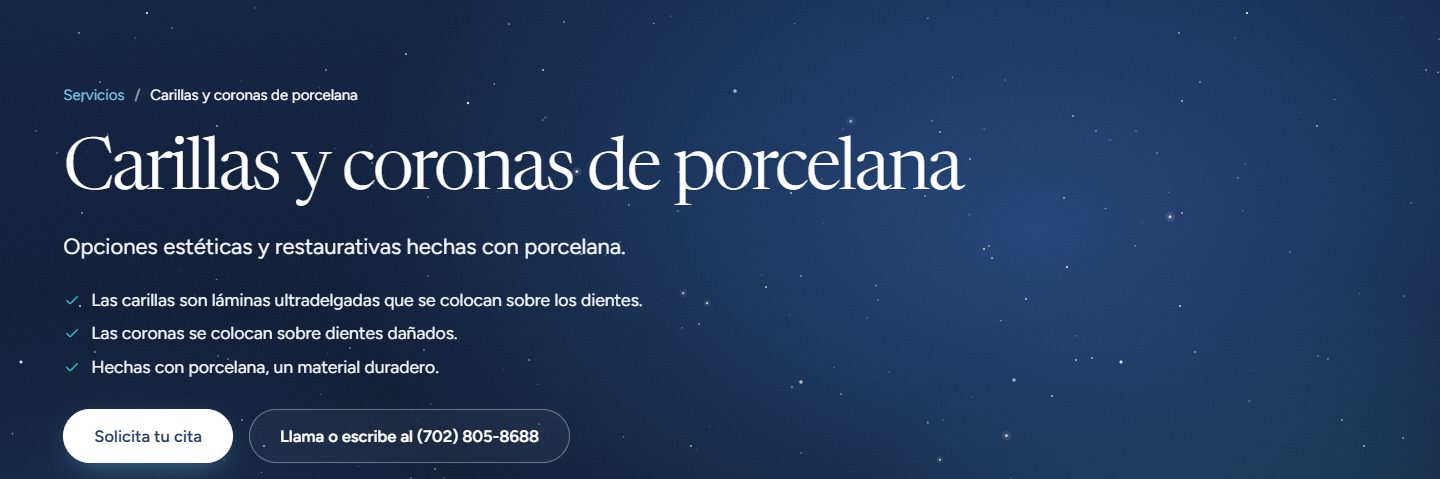 Servicios / Carillas y coronas de porcelana
Carillas y coronas de porcelana
Opciones estéticas y restaurativas hechas con porcelana.
Las carillas son láminas ultradelgadas que se colocan sobre los dientes.
Las coronas se colocan sobre dientes dañados.
Hechas con porcelana, un material duradero.
Solicita tu cita
Llama o escribe al (702) 805-8688